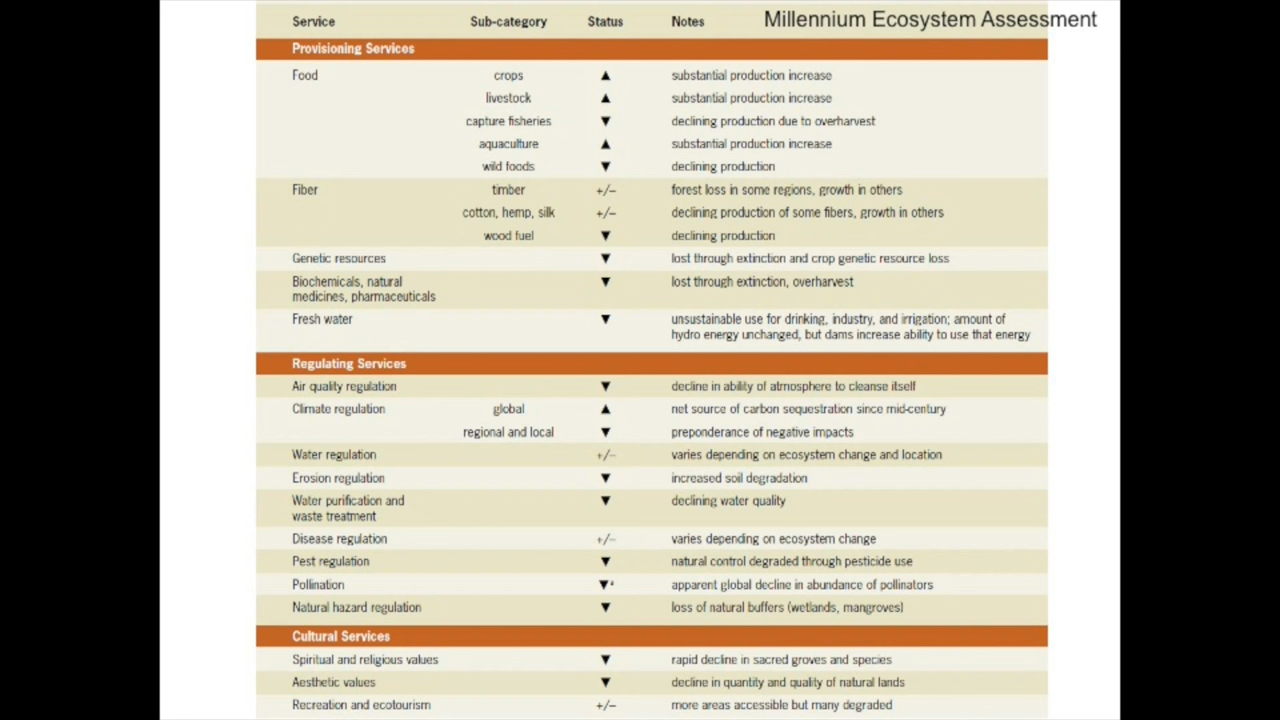 Millennium Ecosystem Assessment
Service Sub-category Status Notes
Provisioning Services
Food crops ▲ substantial production increase
livestock ▲ substantial production increase
capture fisheries ▼ declining production due to overharvest
aquaculture ▲ substantial production increase
wild foods ▼ declining production
Fiber timber +/– forest loss in some regions, growth in others
cotton, hemp, silk +/– declining production of some fibers, growth in others
wood fuel ▼ declining production
Genetic resources ▼ lost through extinction and crop genetic resource loss
Biochemicals, natural ▼ lost through extinction, overharvest
medicines, pharmaceuticals
Fresh water ▼ unsustainable use for drinking, industry, and irrigation; amount of
hydro energy unchanged, but dams increase ability to use that energy
Regulating Services
Air quality regulation ▼ decline in ability of atmosphere to cleanse itself
Climate regulation global ▲ net source of carbon sequestration since mid-century
regional and local ▼ preponderance of negative impacts
Water regulation +/– varies depending on ecosystem change and location
Erosion regulation ▼ increased soil degradation
Water purification and ▼ declining water quality
waste treatment
Disease regulation +/– varies depending on ecosystem change
Pest regulation ▼ natural control degraded through pesticide use
Pollination ▼ apparent global decline in abundance of pollinators
Natural hazard regulation ▼ loss of natural buffers (wetlands, mangroves)
Cultural Services
Spiritual and religious values ▼ rapid decline in sacred groves and species
Aesthetic values ▼ decline in quantity and quality of natural lands
Recreation and ecotourism +/– more areas accessible but many degraded